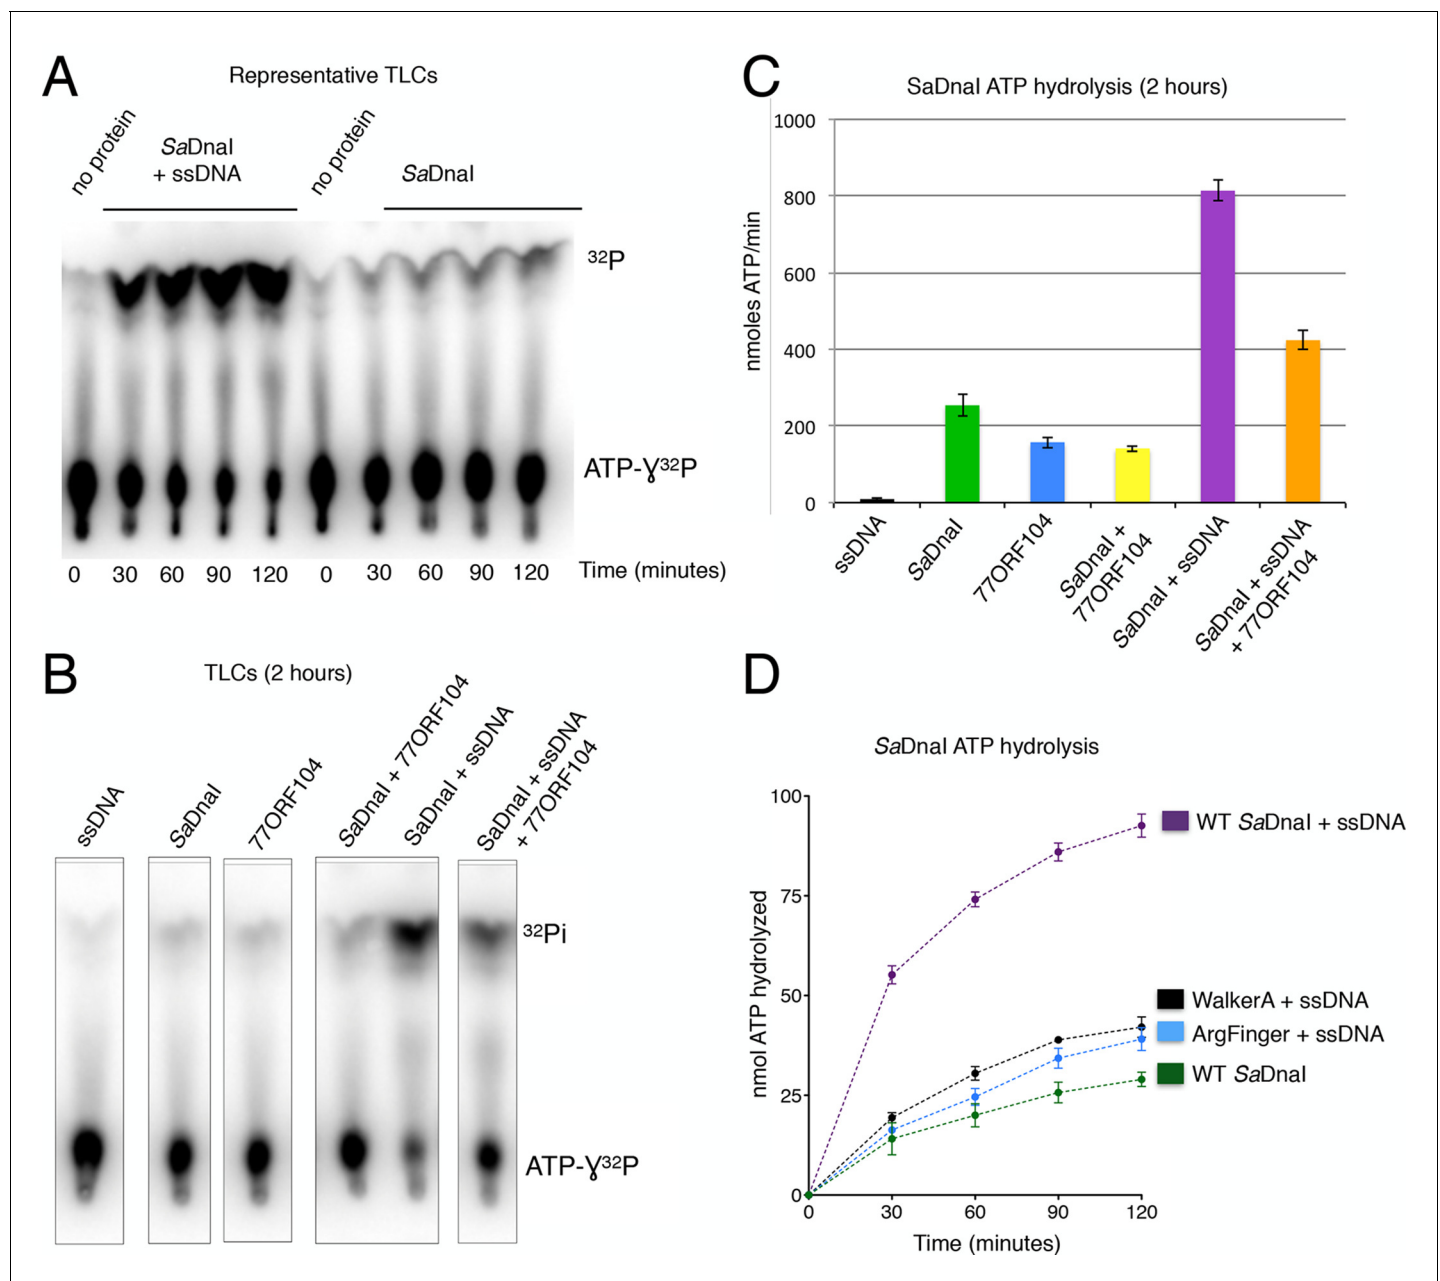 A
Representative TLCs
no protein
SaDnaI
+ ssDNA
no protein
SaDnaI
32P
ATP-Ɣ32P
0 30 60 90 120 0 30 60 90 120 Time (minutes)
B
TLCs (2 hours)
ssDNA
SaDnaI
77ORF104
SaDnaI + 77ORF104
SaDnaI + ssDNA
SaDnaI + ssDNA
+ 77ORF104
32Pi
ATP-Ɣ32P
C
SaDnaI ATP hydrolysis (2 hours)
nmoles ATP/min
1000
800
600
400
200
0
ssDNA
SaDnaI
77ORF104
SaDnaI +
77ORF104
SaDnaI + ssDNA
SaDnaI + ssDNA
+ 77ORF104
D
SaDnaI ATP hydrolysis
nmol ATP hydrolyzed
100
75
50
25
0
0 30 60 90 120
Time (minutes)
WT SaDnaI + ssDNA
WalkerA + ssDNA
ArgFinger + ssDNA
WT SaDnaI